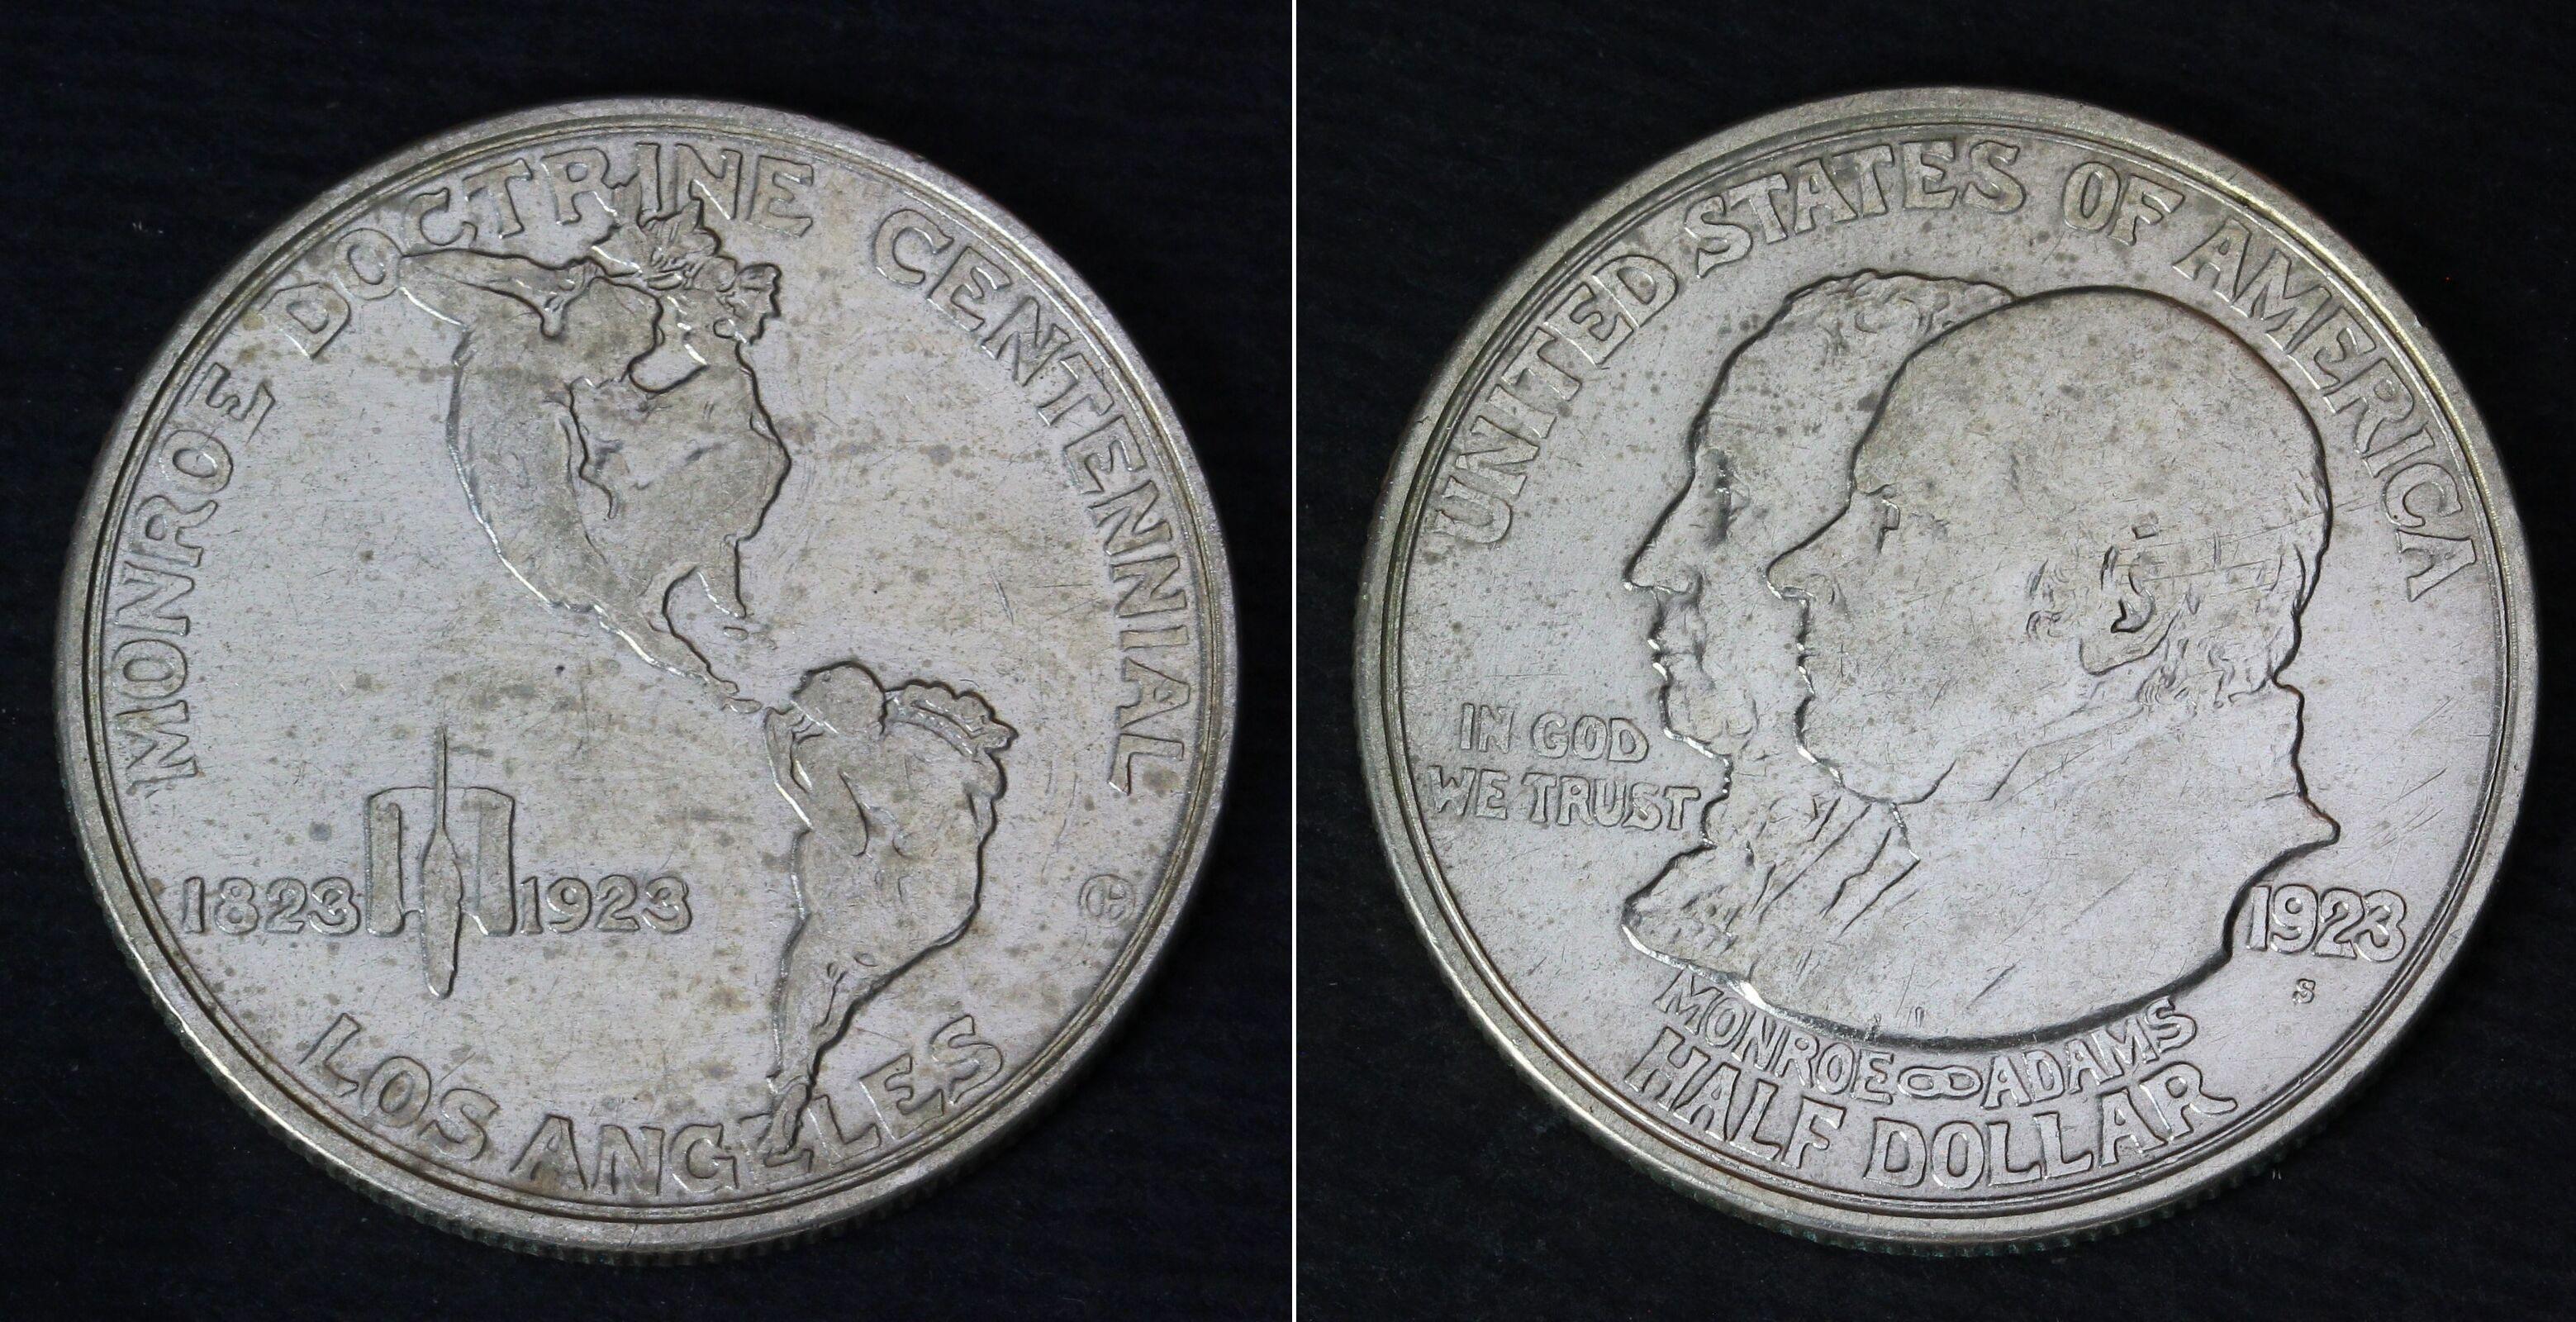 MONROE DOCTRINE CENTENNIAL
1823 1923
LOS ANGELES
UNITED STATES OF AMERICA
IN GOD
WE TRUST
1923
S
MONROE ADAMS
HALF DOLLAR